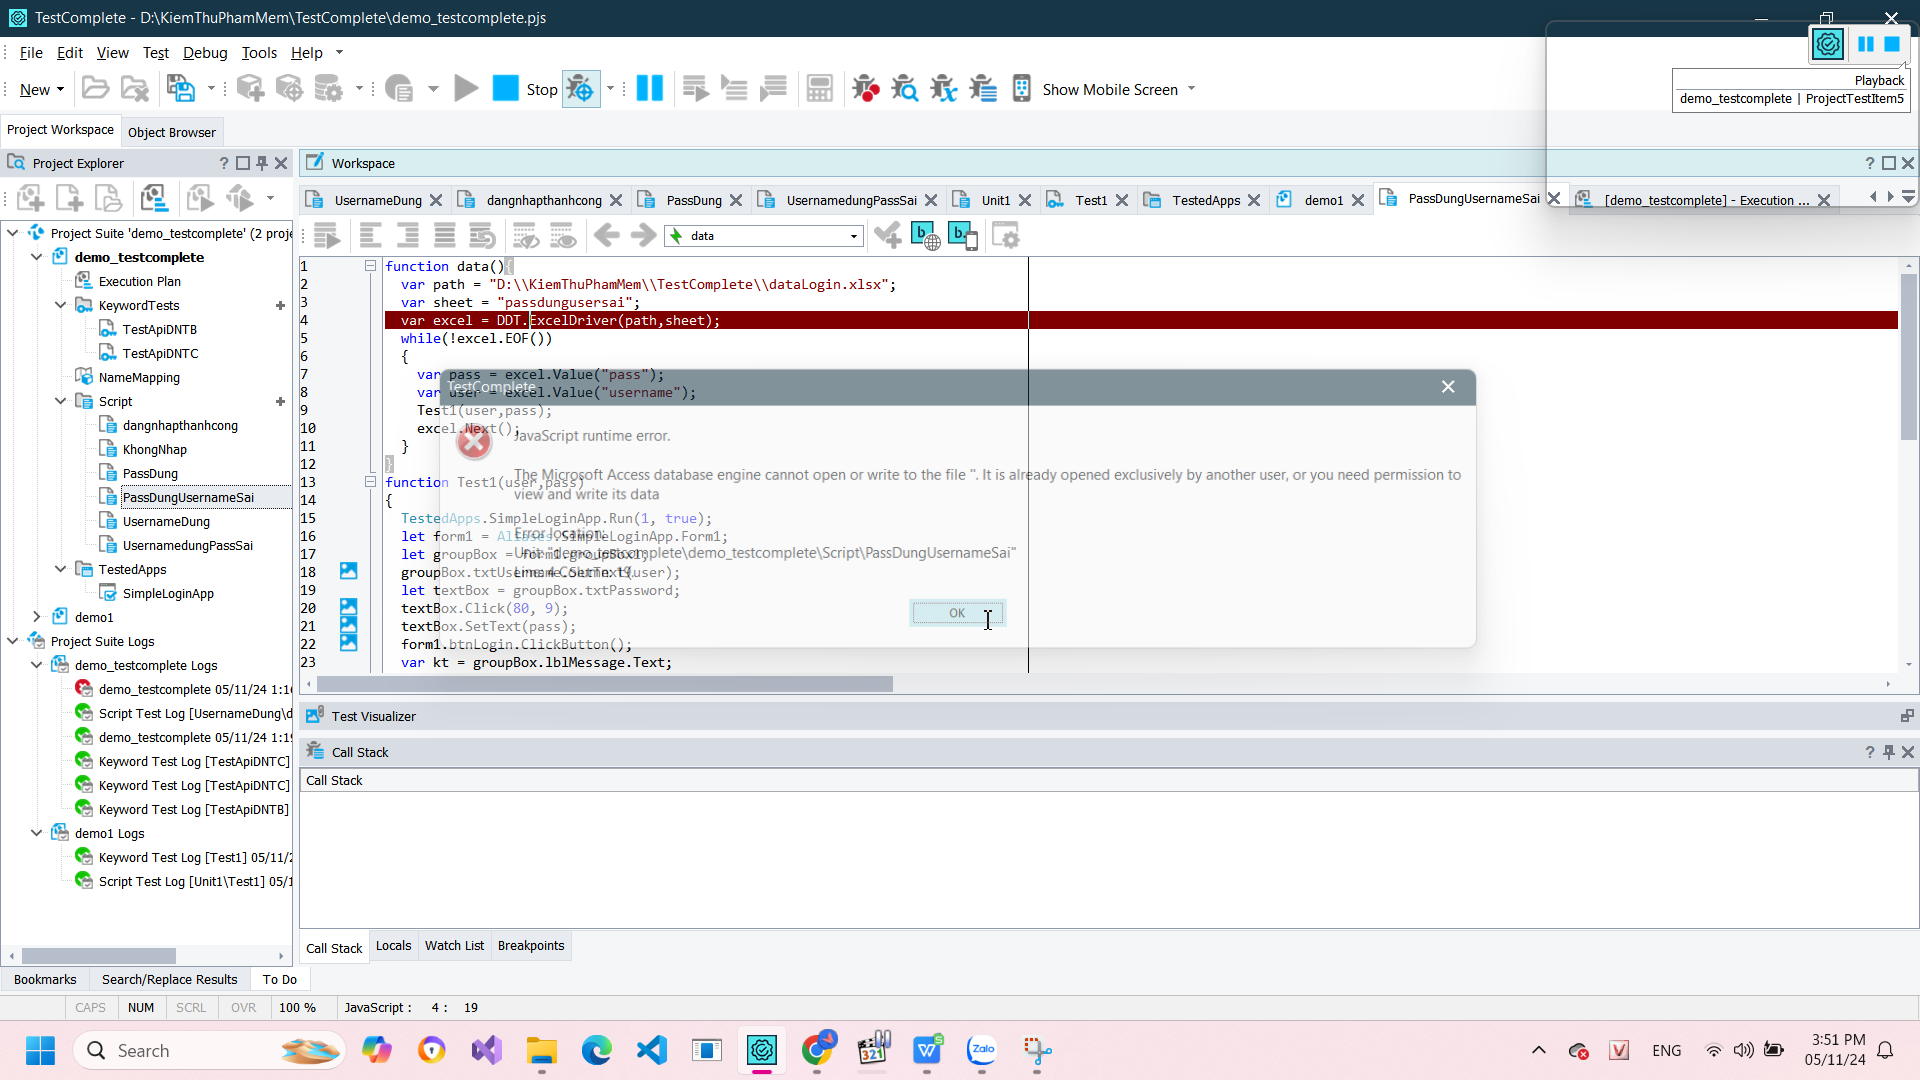 TestComplete - D:\KiemThuPhamMem\TestComplete\demo_testcomplete.pjs
File Edit View Test Debug Tools Help
New Stop Show Mobile Screen
Playback
demo_testcomplete | ProjectTestItem5
Project Workspace Object Browser
Project Explorer
Workspace
UsernameDung dangnhapthanhcong PassDung UsernamedungPassSai Unit1 Test1 TestedApps demo1 PassDungUsernameSai [demo_testcomplete] - Execution ...
data
Project Suite 'demo_testcomplete' (2 proje
demo_testcomplete
Execution Plan
KeywordTests
TestApiDNTB
TestApiDNTC
NameMapping
Script
dangnhapthanhcong
KhongNhap
PassDung
PassDungUsernameSai
UsernameDung
UsernamedungPassSai
TestedApps
SimpleLoginApp
demo1
Project Suite Logs
demo_testcomplete Logs
demo_testcomplete 05/11/24 1:16
Script Test Log [UsernameDung\d
demo_testcomplete 05/11/24 1:19
Keyword Test Log [TestApiDNTC]
Keyword Test Log [TestApiDNTC]
Keyword Test Log [TestApiDNTB]
demo1 Logs
Keyword Test Log [Test1] 05/11/2
Script Test Log [Unit1\Test1] 05/1
1 function data(){
2 var path = "D:\\KiemThuPhamMem\\TestComplete\\dataLogin.xlsx";
3 var sheet = "passdungusersai";
4 var excel = DDT.ExcelDriver(path,sheet);
5 while(!excel.EOF())
6 {
7 var pass = excel.Value("pass");
8 var user = excel.Value("username");
9 Test1(user,pass);
10 excel.Next();
11 }
12 }
13 function Test1(user,pass)
14 {
15 TestedApps.SimpleLoginApp.Run(1, true);
16 let form1 = Aliases.SimpleLoginApp.Form1;
17 let groupBox = form1.groupBox1;
18 groupBox.txtUsername.SetText(user);
19 let textBox = groupBox.txtPassword;
20 textBox.Click(80, 9);
21 textBox.SetText(pass);
22 form1.btnLogin.ClickButton();
23 var kt = groupBox.lblMessage.Text;
TestComplete
JavaScript runtime error.
The Microsoft Access database engine cannot open or write to the file ''. It is already opened exclusively by another user, or you need permission to
view and write its data
Error location:
Unit: "demo_testcomplete\demo_testcomplete\Script\PassDungUsernameSai"
Line: 4 Column: 19.
OK
Test Visualizer
Call Stack
Call Stack
Call Stack Locals Watch List Breakpoints
Bookmarks Search/Replace Results To Do
CAPS NUM SCRL OVR 100 % JavaScript : 4 : 19
Search
321
Zalo
ENG
3:51 PM
05/11/24